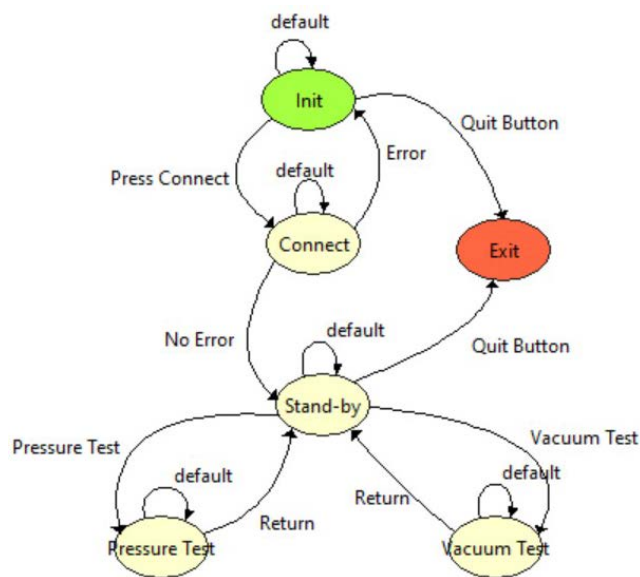 default
Init
Quit Button
Press Connect
Error
default
Connect
Exit
No Error
default
Quit Button
Stand-by
Pressure Test
Vacuum Test
default
default
Return
Return
Pressure Test
Vacuum Test